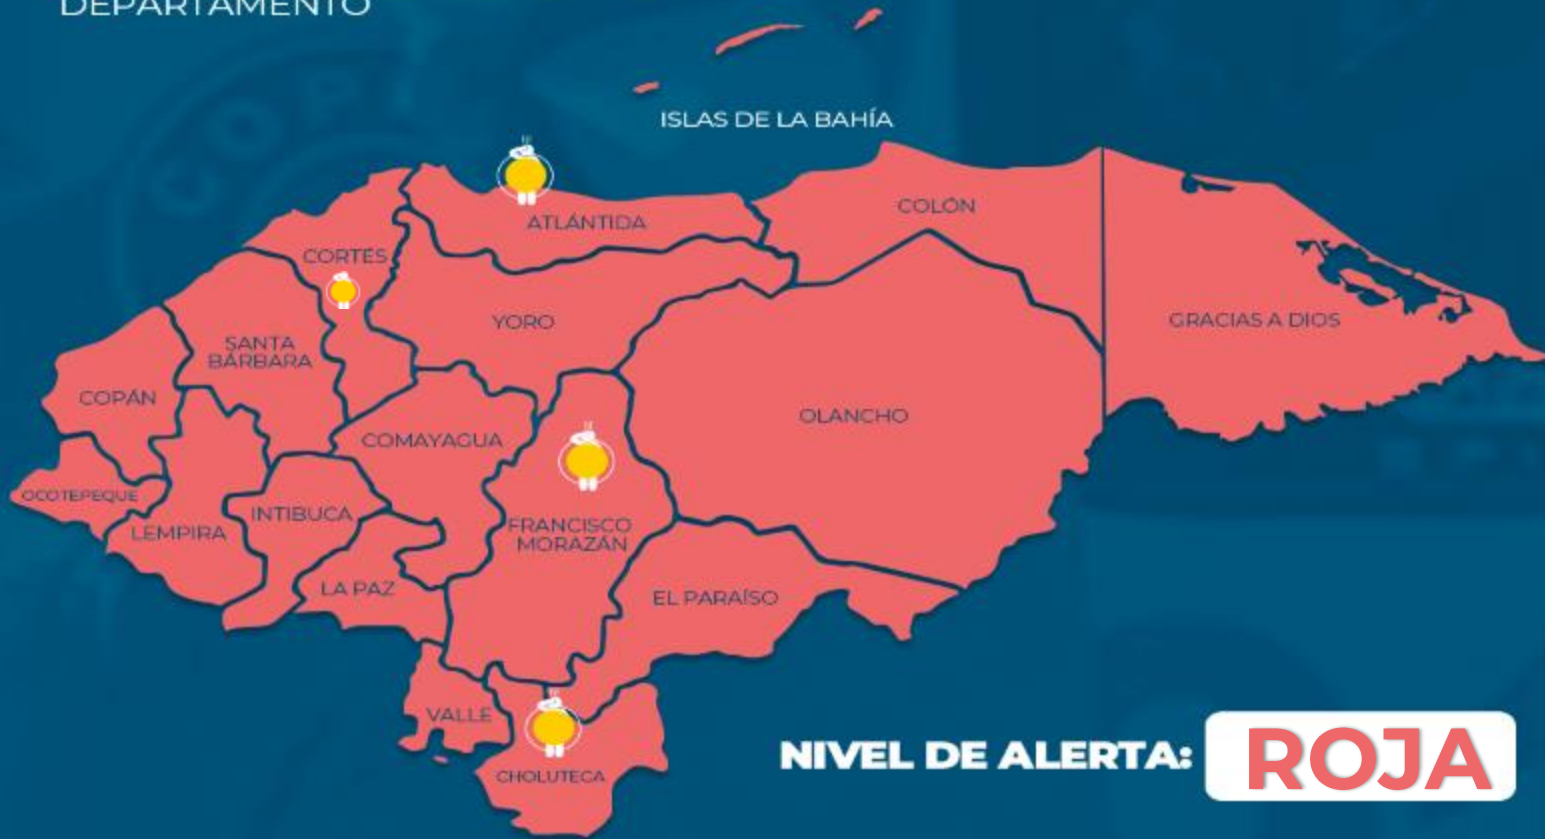 DEPARTAMENTO
ISLAS DE LA BAHÍA
COLÓN
ATLÁNTIDA
CORTÉS
YORO
GRACIAS A DIOS
SANTA
BÁRBARA
COPÁN
OLANCHO
COMAYAGUA
OCOTEPEQUE
INTIBUCA
LEMPIRA
FRANCISCO
MORAZÁN
LA PAZ
EL PARAÍSO
VALLE
CHOLUTECA
NIVEL DE ALERTA: ROJA